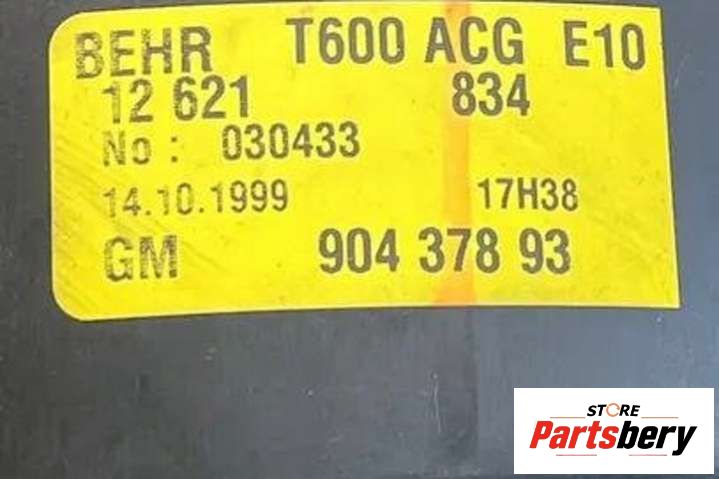 BEHR T600 ACG E10
12 621 834
No : 030433
14.10.1999 17H38
GM 904 378 93
STORE
Partsbery